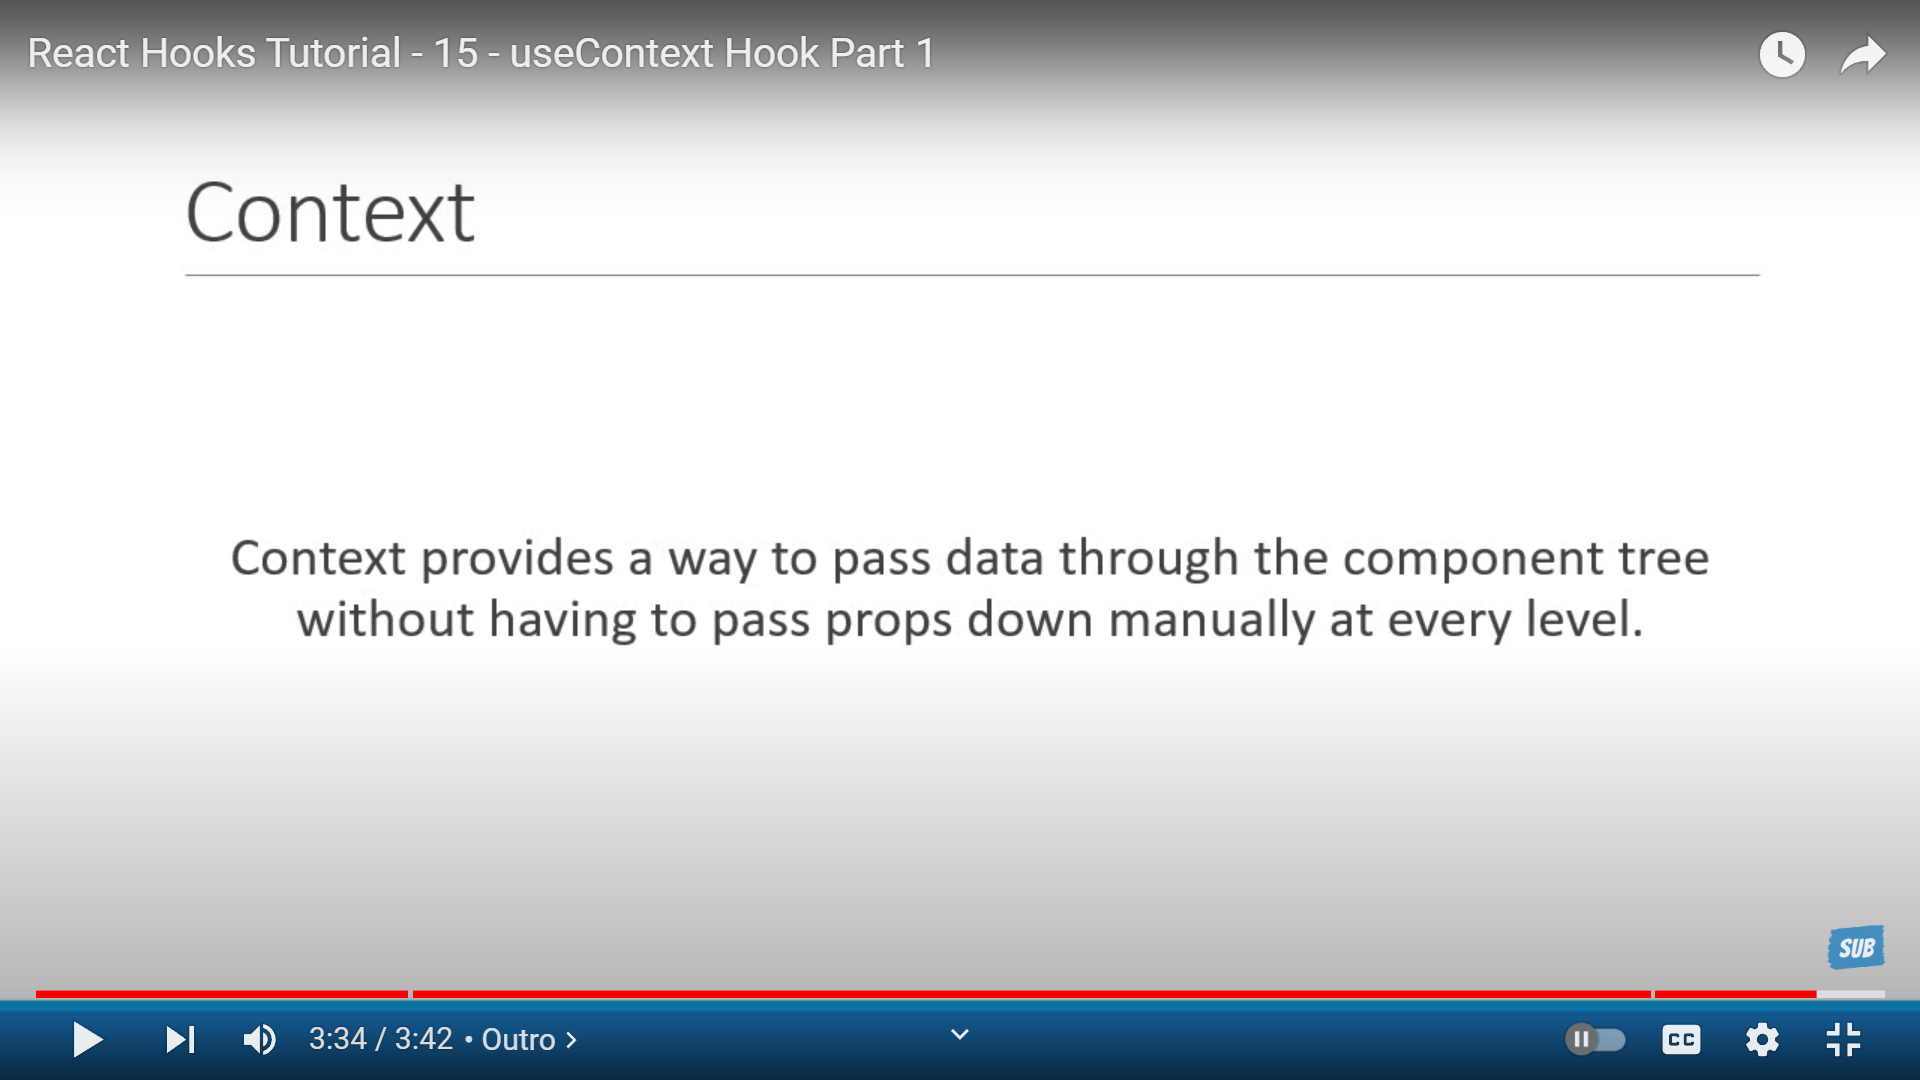 React Hooks Tutorial - 15 - useContext Hook Part 1
Context
Context provides a way to pass data through the component tree
without having to pass props down manually at every level.
SUB
3:34 / 3:42 • Outro
CC